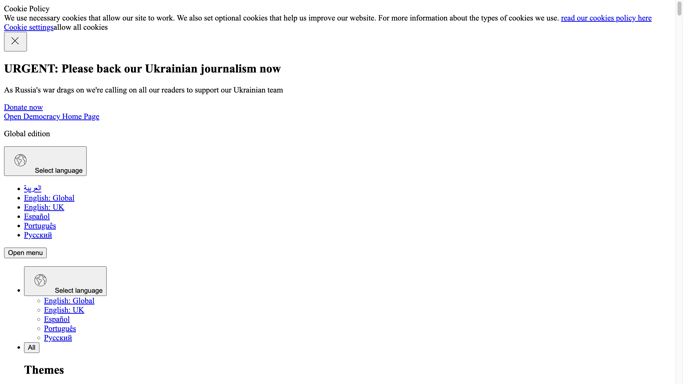 Cookie Policy
We use necessary cookies that allow our site to work. We also set optional cookies that help us improve our website. For more information about the types of cookies we use. read our cookies policy here
Cookie settingsallow all cookies
URGENT: Please back our Ukrainian journalism now
As Russia's war drags on we're calling on all our readers to support our Ukrainian team
Donate now
Open Democracy Home Page
Global edition
Select language
العربية
English: Global
English: UK
Español
Português
Русский
Open menu
Select language
English: Global
English: UK
Español
Português
Русский
All
Themes